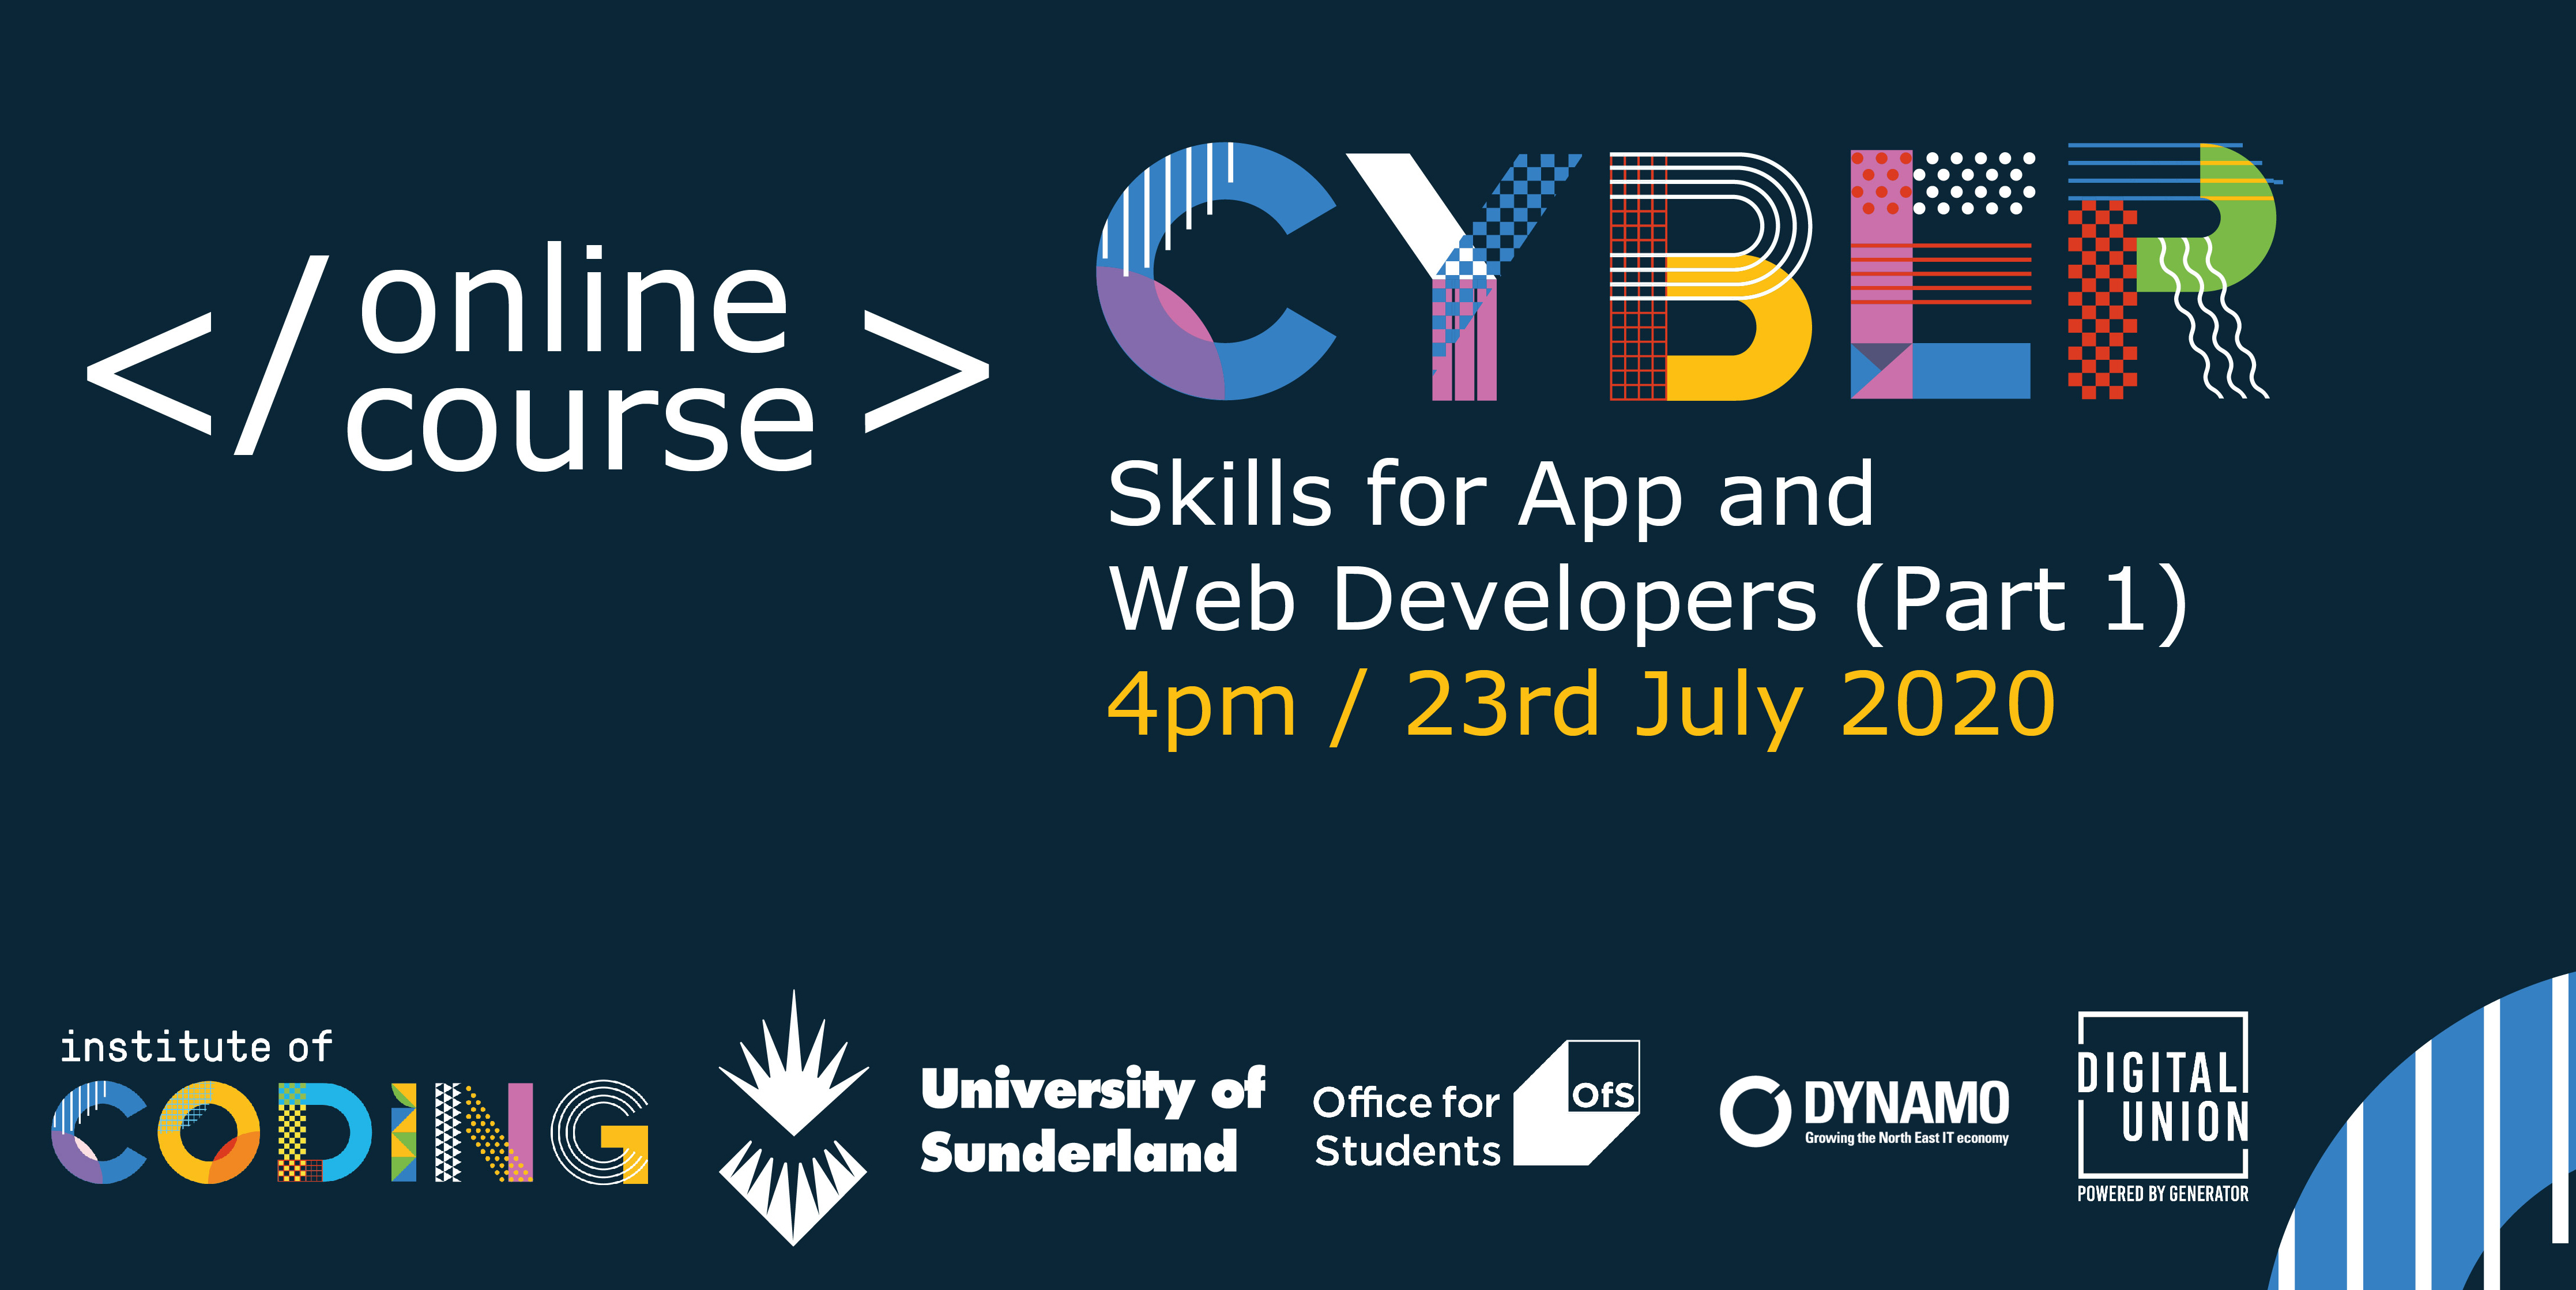 </ online
course >
CYBER
Skills for App and
Web Developers (Part 1)
4pm / 23rd July 2020
institute of
CODING
University of
Sunderland
Office for
Students
OfS
DYNAMO
Growing the North East IT economy
DIGITAL
UNION
POWERED BY GENERATOR